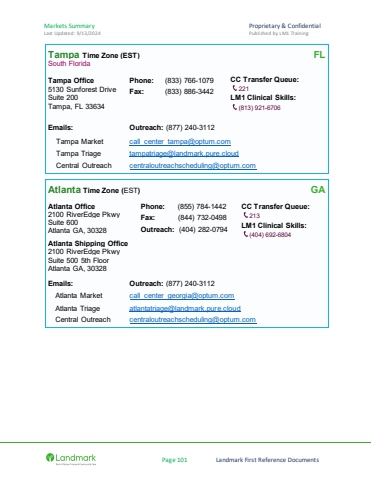 Markets Summary
Last Updated: 9/13/2024
Proprietary & Confidential
Published by LM1 Training
Tampa Time Zone (EST)
FL
South Florida
Tampa Office
5130 Sunforest Drive
Suite 200
Tampa, FL 33634
Phone: (833) 766-1079
Fax: (833) 886-3442
CC Transfer Queue:
221
LM1 Clinical Skills:
(813) 921-6706
Emails:
Outreach: (877) 240-3112
Tampa Market call_center_tampa@optum.com
Tampa Triage tampatriage@landmark.pure.cloud
Central Outreach centraloutreachscheduling@optum.com
Atlanta Time Zone (EST)
GA
Atlanta Office
2100 RiverEdge Pkwy
Suite 600
Atlanta GA, 30328
Phone: (855) 784-1442
Fax: (844) 732-0498
Outreach: (404) 282-0794
CC Transfer Queue:
213
LM1 Clinical Skills:
(404) 692-6804
Atlanta Shipping Office
2100 RiverEdge Pkwy
Suite 500 5th Floor
Atlanta GA, 30328
Emails:
Outreach: (877) 240-3112
Atlanta Market call_center_georgia@optum.com
Atlanta Triage atlantatriage@landmark.pure.cloud
Central Outreach centraloutreachscheduling@optum.com
Landmark
Page 101
Landmark First Reference Documents